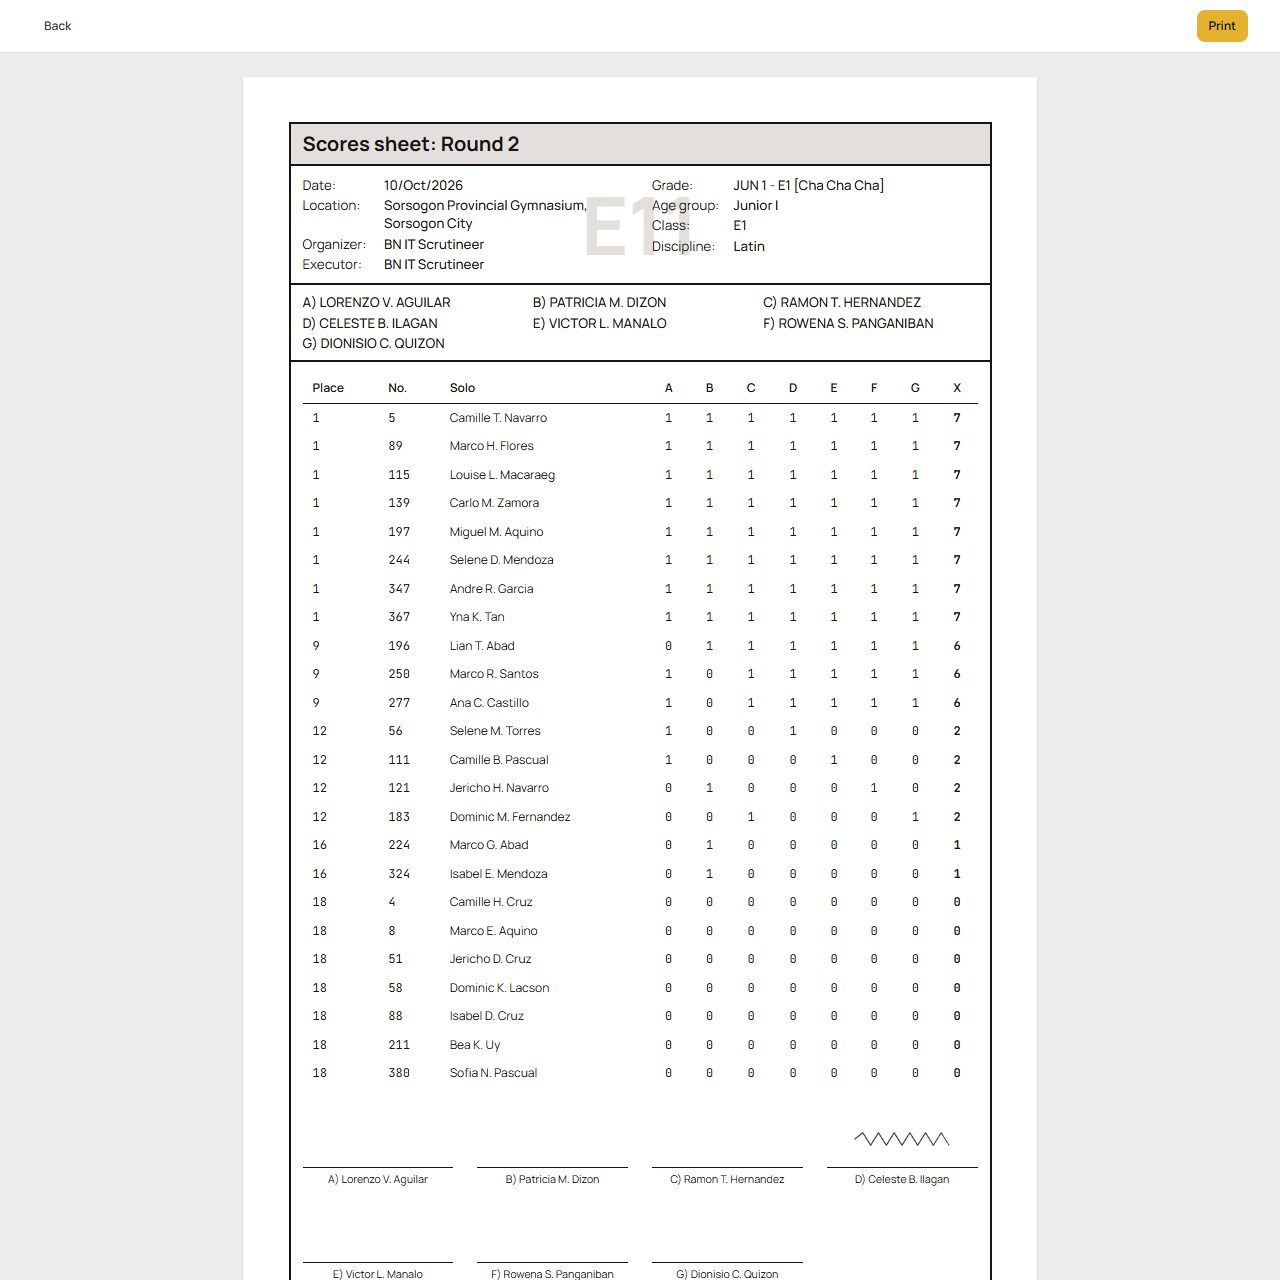 Back
Print
Scores sheet: Round 2
E11
Date: 10/Oct/2026 Grade: JUN 1 - E1 [Cha Cha Cha]
Location: Sorsogon Provincial Gymnasium, Age group: Junior I
Sorsogon City Class: E1
Organizer: BN IT Scrutineer Discipline: Latin
Executor: BN IT Scrutineer
A) LORENZO V. AGUILAR B) PATRICIA M. DIZON C) RAMON T. HERNANDEZ
D) CELESTE B. ILAGAN E) VICTOR L. MANALO F) ROWENA S. PANGANIBAN
G) DIONISIO C. QUIZON
Place No. Solo A B C D E F G X
1 5 Camille T. Navarro 1 1 1 1 1 1 1 7
1 89 Marco H. Flores 1 1 1 1 1 1 1 7
1 115 Louise L. Macaraeg 1 1 1 1 1 1 1 7
1 139 Carlo M. Zamora 1 1 1 1 1 1 1 7
1 197 Miguel M. Aquino 1 1 1 1 1 1 1 7
1 244 Selene D. Mendoza 1 1 1 1 1 1 1 7
1 347 Andre R. Garcia 1 1 1 1 1 1 1 7
1 367 Yna K. Tan 1 1 1 1 1 1 1 7
9 196 Lian T. Abad 0 1 1 1 1 1 1 6
9 250 Marco R. Santos 1 0 1 1 1 1 1 6
9 277 Ana C. Castillo 1 0 1 1 1 1 1 6
12 56 Selene M. Torres 1 0 0 1 0 0 0 2
12 111 Camille B. Pascual 1 0 0 0 1 0 0 2
12 121 Jericho H. Navarro 0 1 0 0 0 1 0 2
12 183 Dominic M. Fernandez 0 0 1 0 0 0 1 2
16 224 Marco G. Abad 0 1 0 0 0 0 0 1
16 324 Isabel E. Mendoza 0 1 0 0 0 0 0 1
18 4 Camille H. Cruz 0 0 0 0 0 0 0 0
18 8 Marco E. Aquino 0 0 0 0 0 0 0 0
18 51 Jericho D. Cruz 0 0 0 0 0 0 0 0
18 58 Dominic K. Lacson 0 0 0 0 0 0 0 0
18 88 Isabel D. Cruz 0 0 0 0 0 0 0 0
18 211 Bea K. Uy 0 0 0 0 0 0 0 0
18 380 Sofia N. Pascual 0 0 0 0 0 0 0 0
A) Lorenzo V. Aguilar B) Patricia M. Dizon C) Ramon T. Hernandez D) Celeste B. Ilagan
E) Victor L. Manalo F) Rowena S. Panganiban G) Dionisio C. Quizon